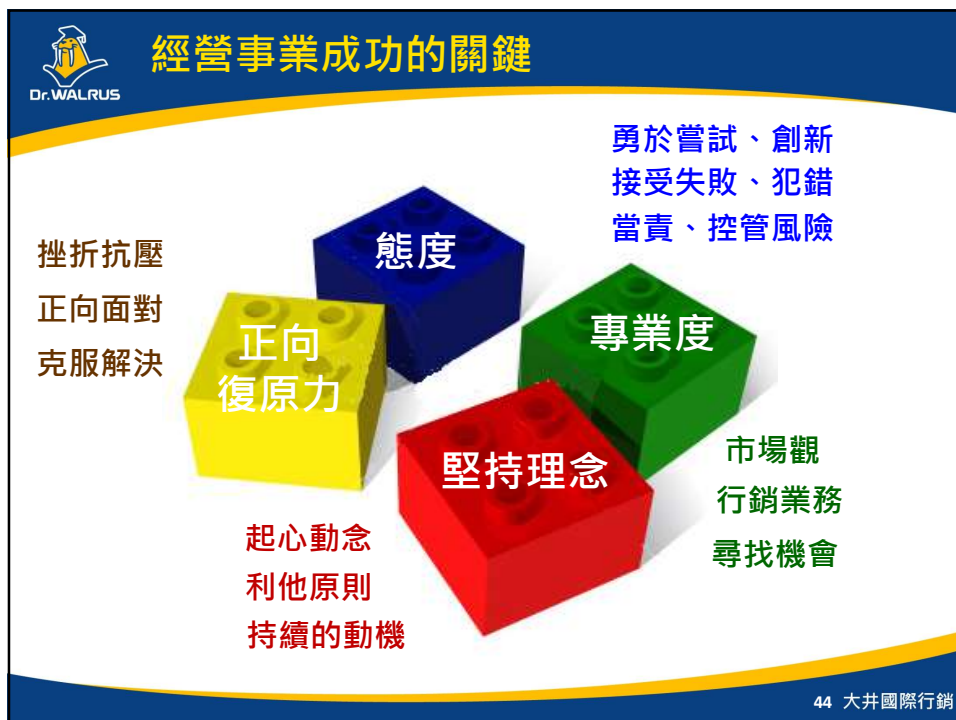 Dr.WALRUS
經營事業成功的關鍵
勇於嘗試、創新
接受失敗、犯錯
當責、控管風險
態度
挫折抗壓
正向面對
克服解決
正向
復原力
專業度
堅持理念
市場觀
行銷業務
尋找機會
起心動念
利他原則
持續的動機
44 大井國際行銷